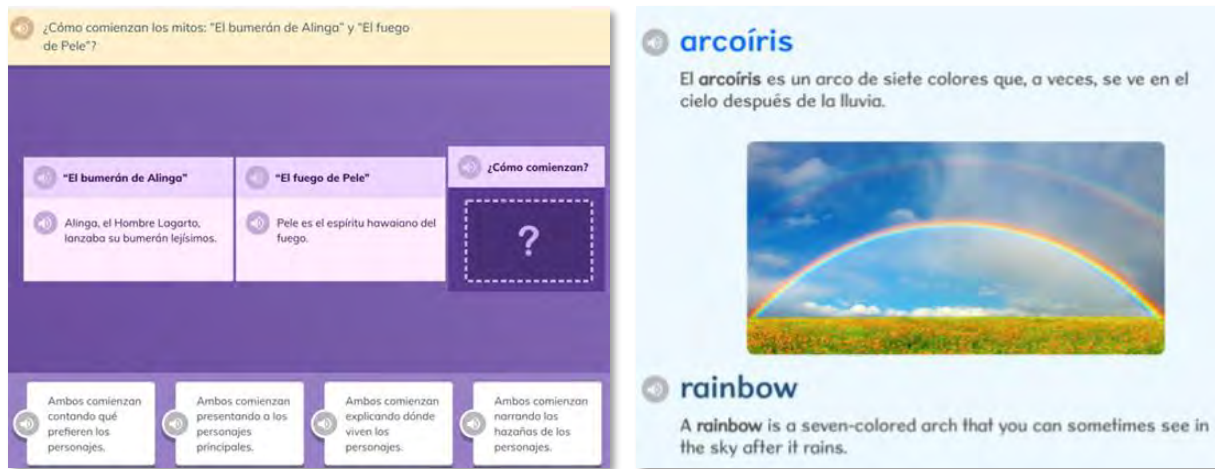 ¿Cómo comienzan los mitos: "El bumerán de Alinga" y "El fuego
de Pele"?
"El bumerán de Alinga"
"El fuego de Pele"
¿Cómo comienzan?
Alinga, el Hombre Lagarto,
lanzaba su bumerán lejísimos.
Pele es el espíritu hawaiano del
fuego.
?
Ambos comienzan
contando qué
prefieren los
personajes.
Ambos comienzan
presentando a los
personajes
principales.
Ambos comienzan
explicando dónde
viven los
personajes.
Ambos comienzan
narrando las
hazañas de los
personajes.
arcoíris
El arcoíris es un arco de siete colores que, a veces, se ve en el
cielo después de la lluvia.
rainbow
A rainbow is a seven-colored arch that you can sometimes see in
the sky after it rains.